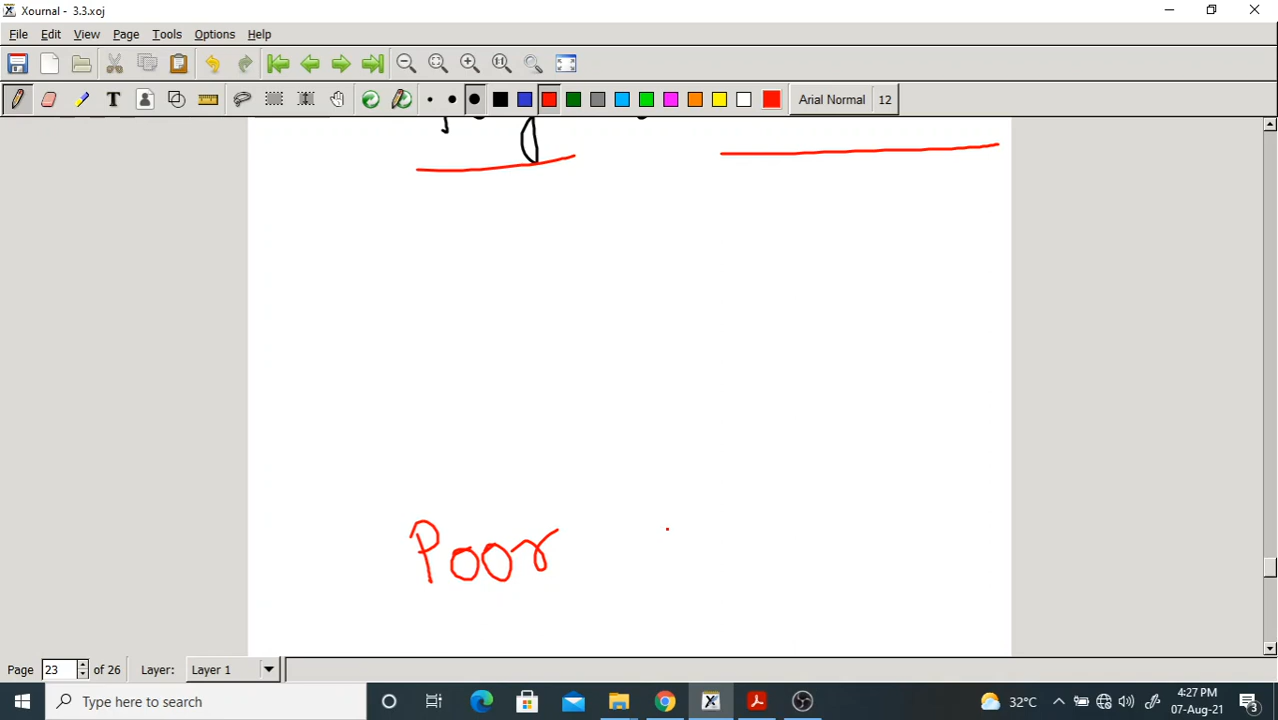 Xournal - 3.3.xoj
File Edit View Page Tools Options Help
Arial Normal 12
Poor
Page 23 of 26 Layer: Layer 1
Type here to search
32°C
4:27 PM
07-Aug-21
3